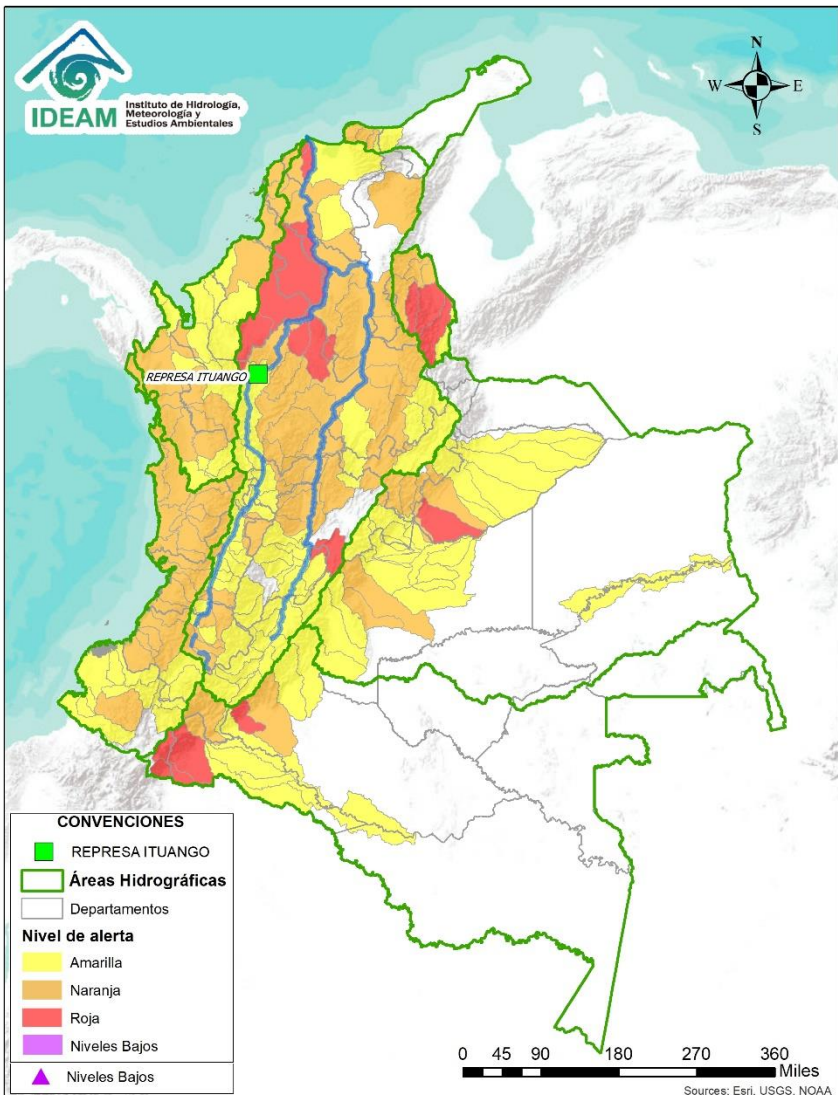 IDEAM
Instituto de Hidrología,
Meteorología y
Estudios Ambientales
N
W
E
S
REPRESA ITUANGO
CONVENCIONES
REPRESA ITUANGO
Áreas Hidrográficas
Departamentos
Nivel de alerta
Amarilla
Naranja
Roja
Niveles Bajos
Niveles Bajos
0 45 90 180 270 360
Miles
Sources: Esri, USGS, NOAA